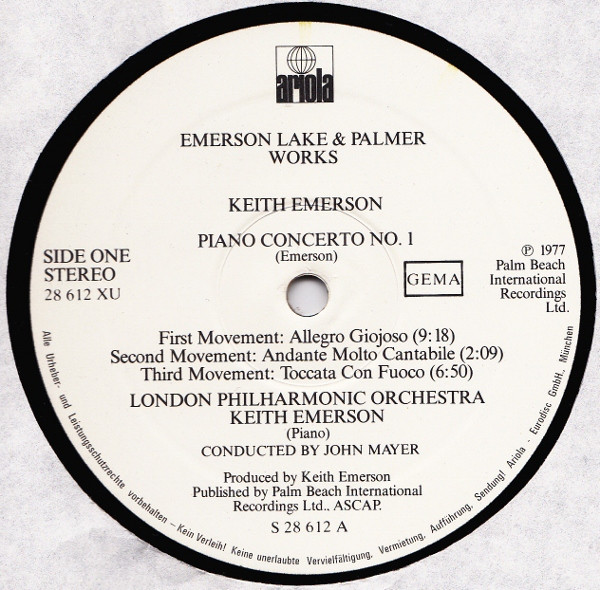 ariola
EMERSON LAKE & PALMER
WORKS
KEITH EMERSON
PIANO CONCERTO NO. 1
(Emerson)
SIDE ONE
STEREO
28 612 XU
GEMA
℗ 1977
Palm Beach
International
Recordings
Ltd.
First Movement: Allegro Giojoso (9:18)
Second Movement: Andante Molto Cantabile (2:09)
Third Movement: Toccata Con Fuoco (6:50)
LONDON PHILHARMONIC ORCHESTRA
KEITH EMERSON
(Piano)
CONDUCTED BY JOHN MAYER
Produced by Keith Emerson
Published by Palm Beach International
Recordings Ltd., ASCAP.
S 28 612 A
Alle Urheber- und Leistungsschutzrechte vorbehalten – Kein Verleih! Keine unerlaubte Vervielfältigung, Vermietung, Aufführung, Sendung! Ariola - Eurodisc GmbH., München